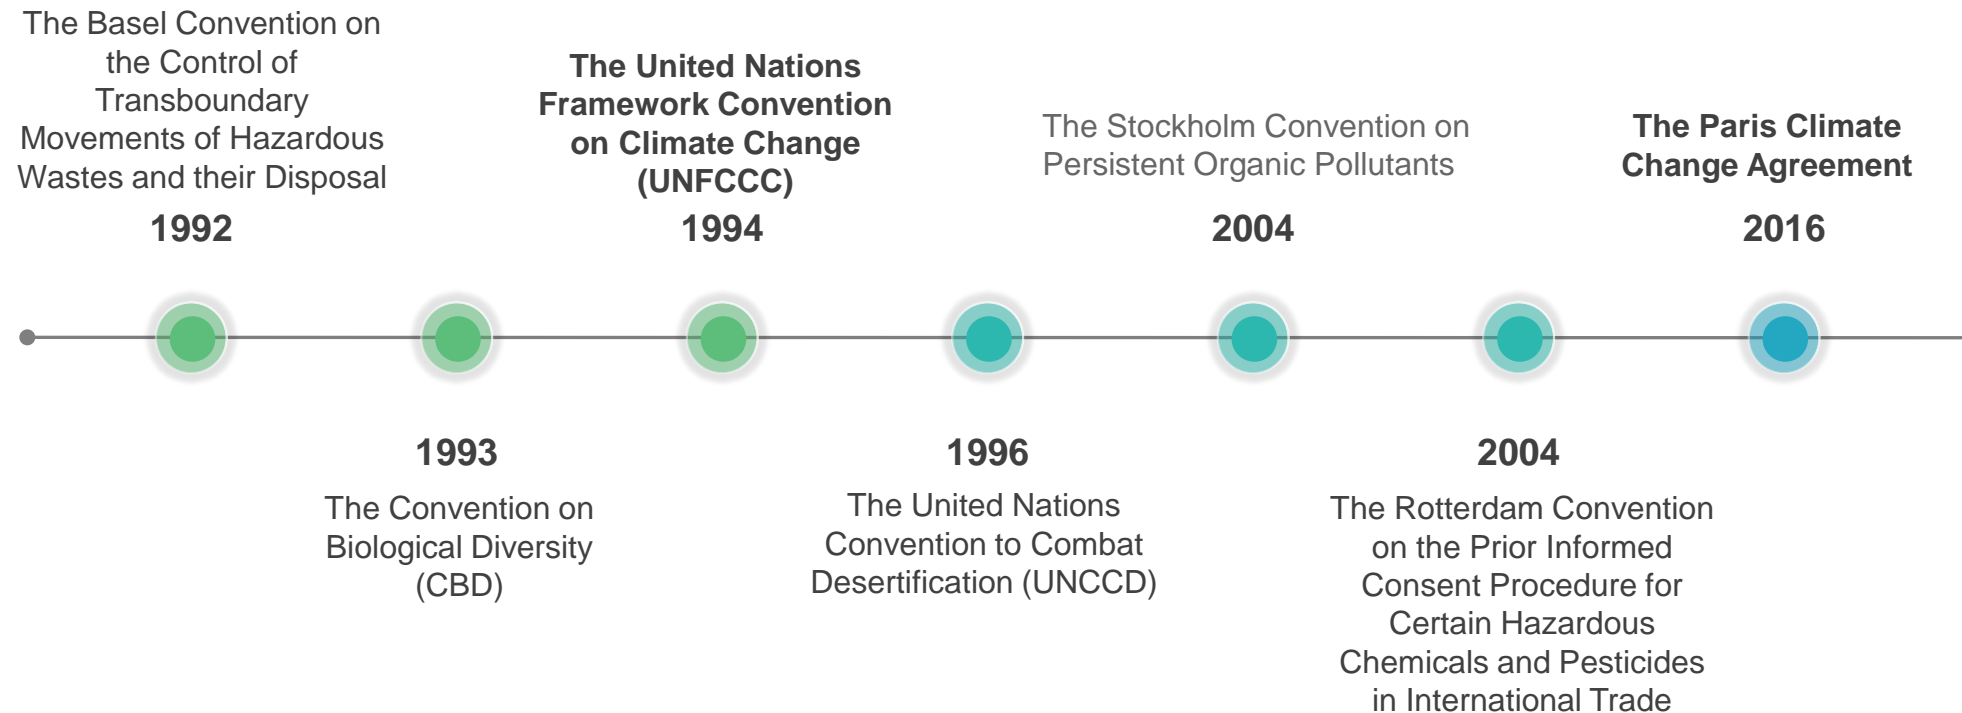 The Basel Convention on
the Control of
Transboundary
Movements of Hazardous
Wastes and their Disposal
1992
The United Nations
Framework Convention
on Climate Change
(UNFCCC)
1994
The Stockholm Convention on
Persistent Organic Pollutants
2004
The Paris Climate
Change Agreement
2016
1993
The Convention on
Biological Diversity
(CBD)
1996
The United Nations
Convention to Combat
Desertification (UNCCD)
2004
The Rotterdam Convention
on the Prior Informed
Consent Procedure for
Certain Hazardous
Chemicals and Pesticides
in International Trade